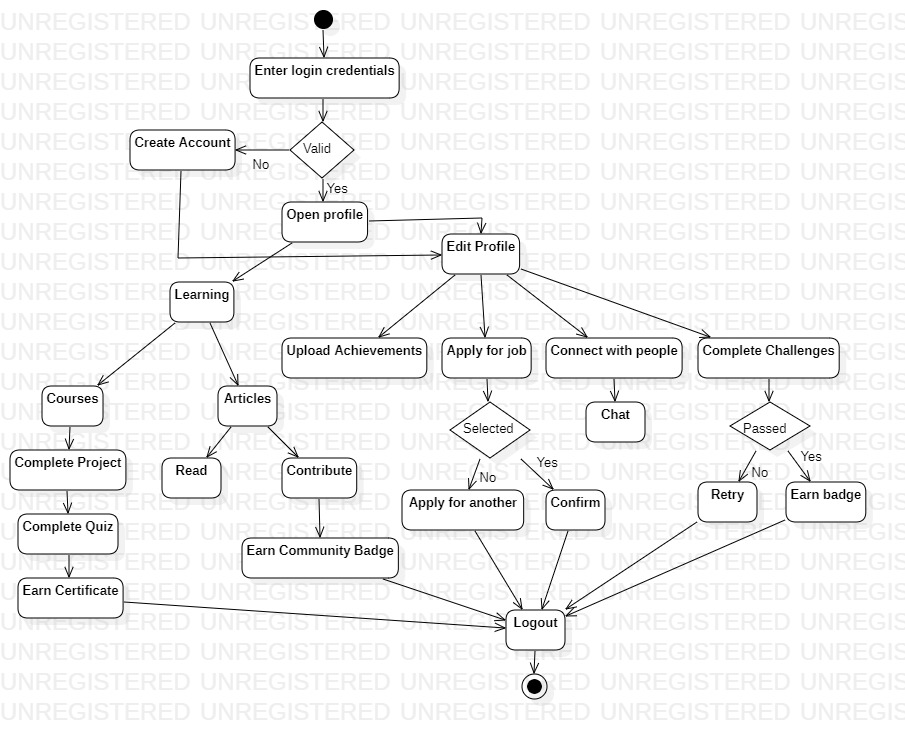 Enter login credentials
Create Account
Valid
No
Yes
Open profile
Edit Profile
Learning
Upload Achievements
Apply for job
Connect with people
Complete Challenges
Courses
Articles
Chat
Selected
Passed
Complete Project
Read
Contribute
No
Yes
No
Yes
Apply for another
Confirm
Retry
Earn badge
Complete Quiz
Earn Community Badge
Earn Certificate
Logout
UNREGISTERED